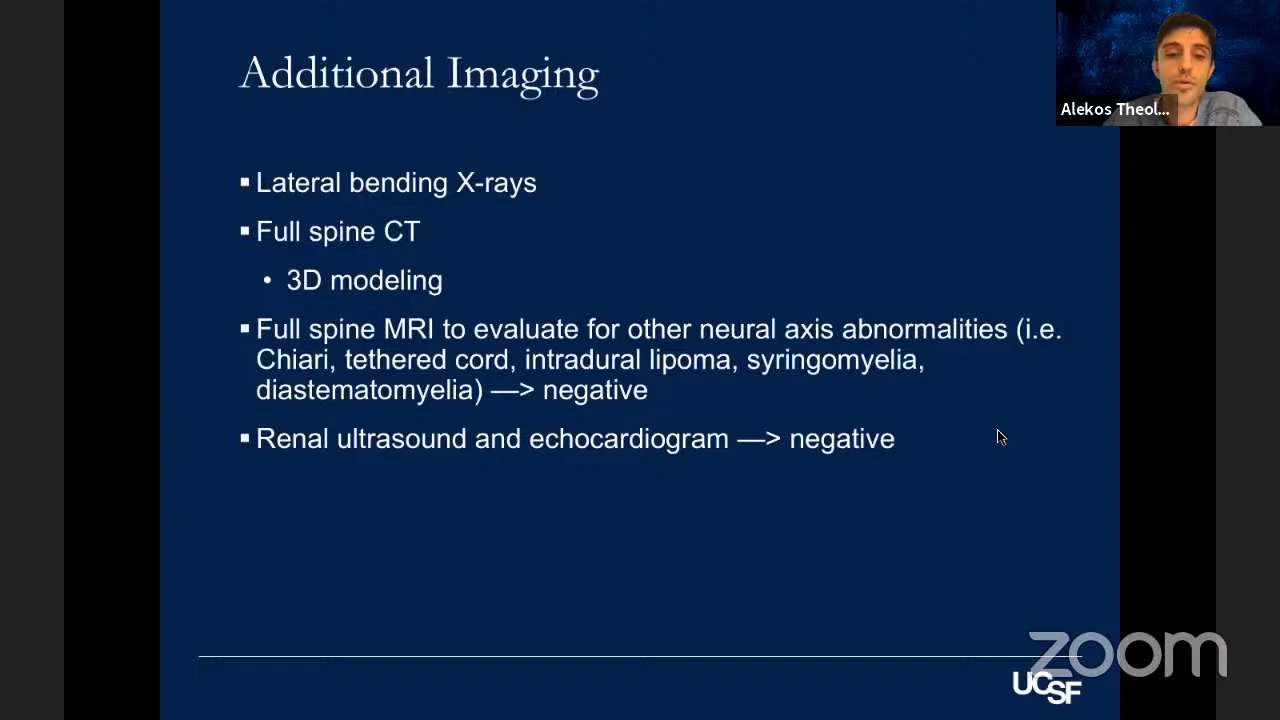 Additional Imaging
Alekos Theol...
▪ Lateral bending X-rays
▪ Full spine CT
• 3D modeling
▪ Full spine MRI to evaluate for other neural axis abnormalities (i.e.
Chiari, tethered cord, intradural lipoma, syringomyelia,
diastematomyelia) —> negative
▪ Renal ultrasound and echocardiogram —> negative
zoom
UCSF